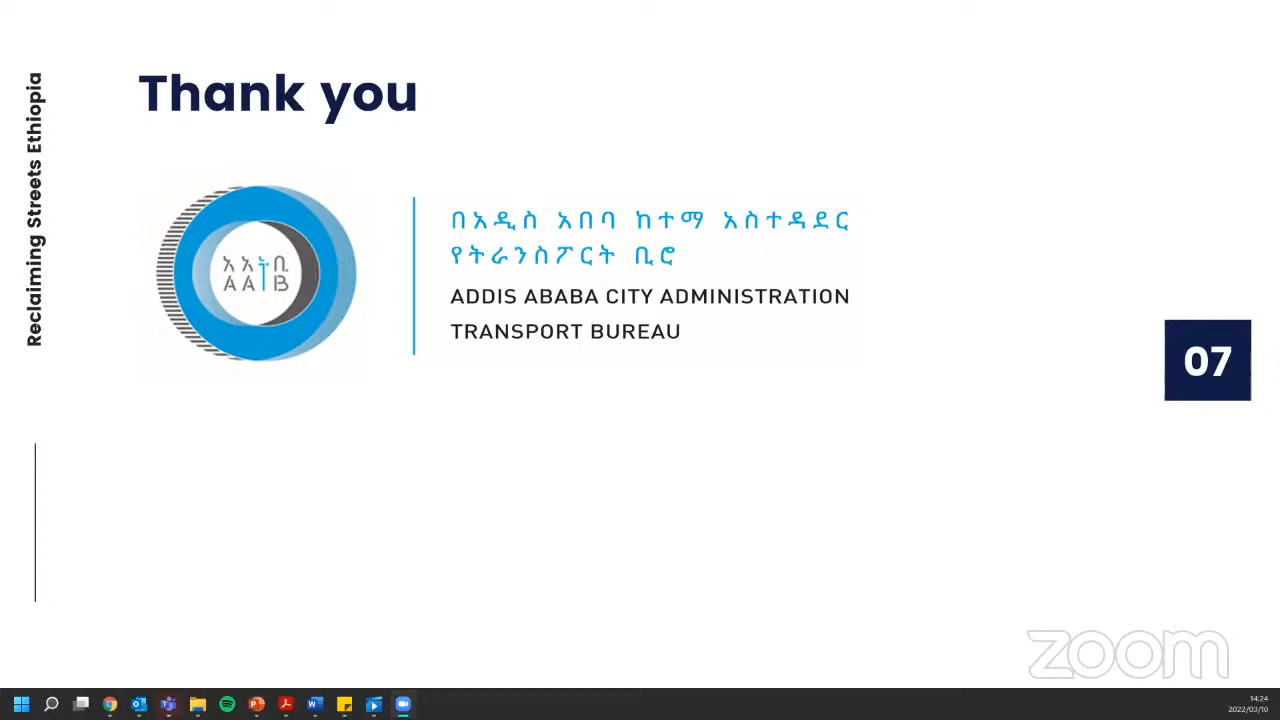 Reclaiming Streets Ethiopia
Thank you
አአትቢ
AATB
በአዲስ አበባ ከተማ አስተዳደር
የትራንስፖርት ቢሮ
ADDIS ABABA CITY ADMINISTRATION
TRANSPORT BUREAU
07
zoom
14:24
2022/03/10